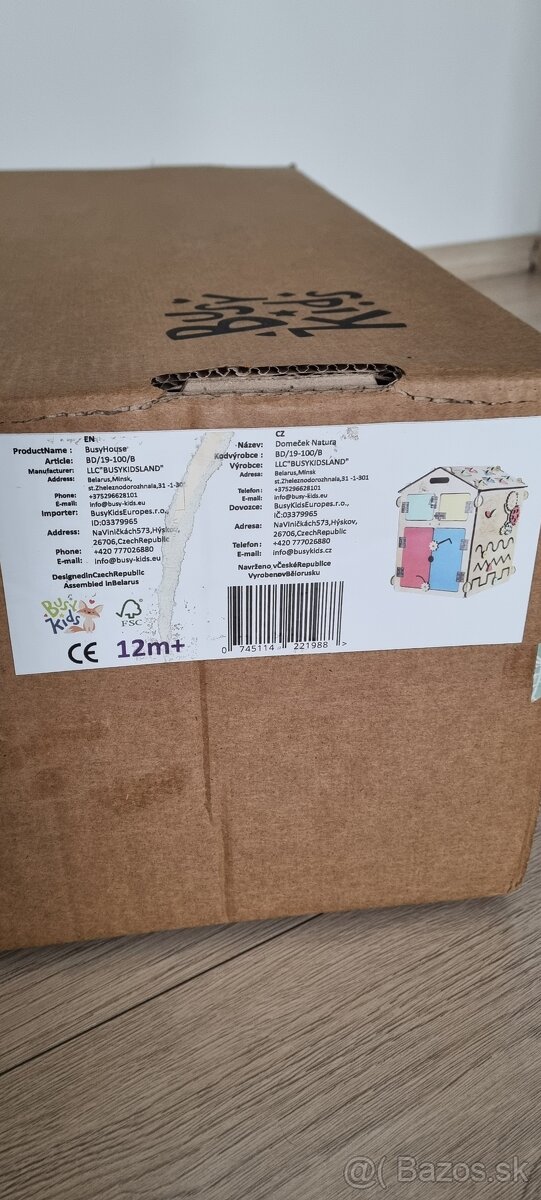 Busy
Kids
EN
ProductName : BusyHouse
Article: BD/19-100/B
Manufacturer: LLC"BUSYKIDSLAND"
Address: Belarus,Minsk,
st.Zheleznodorozhnala, 31 -1-301
Phone: +375296628101
E-mail: info@busy-kids.eu
Importer: BusyKidsEuropes.r.o.,
ID:03379965
Address: NaViničkách573,Hýskov,
26706,CzechRepublic
Phone: +420 777026880
E-mail: info@busy-kids.eu
DesignedinCzechRepublic
Assembled inBelarus
Busy
Kids
FSC
CE 12m+
CZ
Název: Domeček Natura
Kodvýrobce : BD/19-100/B
Výrobce: LLC"BUSYKIDSLAND"
Adresa: Belarus,Minsk,
st.Zheleznodorozhnala,31 -1-301
Telefon : +375296628101
E-mail: info@busy-kids.eu
Dovozce: BusyKidsEuropes.r.o.,
IČ:03379965
Adresa: NaViničkách573,Hýskov,
26706,CzechRepublic
Telefon : +420 777026880
E-mail: info@busy-kids.cz
Navrženo,vČeskéRepublice
VyrobenovBělorusku
0 745114 221988 >
@( Bazos.sk